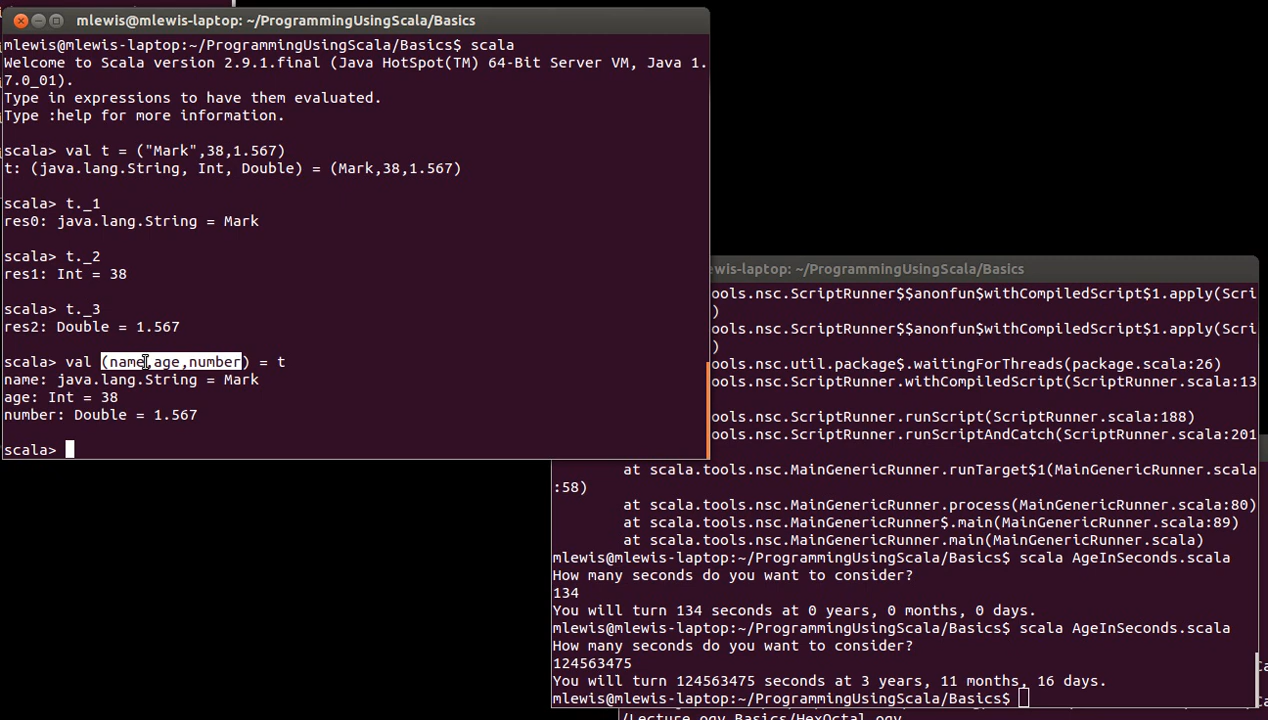 mlewis@mlewis-laptop: ~/ProgrammingUsingScala/Basics
mlewis@mlewis-laptop:~/ProgrammingUsingScala/Basics$ scala
Welcome to Scala version 2.9.1.final (Java HotSpot(TM) 64-Bit Server VM, Java 1.
7.0_01).
Type in expressions to have them evaluated.
Type :help for more information.
scala> val t = ("Mark",38,1.567)
t: (java.lang.String, Int, Double) = (Mark,38,1.567)
scala> t._1
res0: java.lang.String = Mark
scala> t._2
res1: Int = 38
scala> t._3
res2: Double = 1.567
scala> val (name,age,number) = t
name: java.lang.String = Mark
age: Int = 38
number: Double = 1.567
scala>
wis-laptop: ~/ProgrammingUsingScala/Basics
ools.nsc.ScriptRunner$$anonfun$withCompiledScript$1.apply(Scri
)
ools.nsc.ScriptRunner$$anonfun$withCompiledScript$1.apply(Scri
)
ools.nsc.util.package$.waitingForThreads(package.scala:26)
ools.nsc.ScriptRunner.withCompiledScript(ScriptRunner.scala:13
ools.nsc.ScriptRunner.runScript(ScriptRunner.scala:188)
ools.nsc.ScriptRunner.runScriptAndCatch(ScriptRunner.scala:201
at scala.tools.nsc.MainGenericRunner.runTarget$1(MainGenericRunner.scala
:58)
at scala.tools.nsc.MainGenericRunner.process(MainGenericRunner.scala:80)
at scala.tools.nsc.MainGenericRunner$.main(MainGenericRunner.scala:89)
at scala.tools.nsc.MainGenericRunner.main(MainGenericRunner.scala)
mlewis@mlewis-laptop:~/ProgrammingUsingScala/Basics$ scala AgeInSeconds.scala
How many seconds do you want to consider?
134
You will turn 134 seconds at 0 years, 0 months, 0 days.
mlewis@mlewis-laptop:~/ProgrammingUsingScala/Basics$ scala AgeInSeconds.scala
How many seconds do you want to consider?
124563475
You will turn 124563475 seconds at 3 years, 11 months, 16 days.
mlewis@mlewis-laptop:~/ProgrammingUsingScala/Basics$